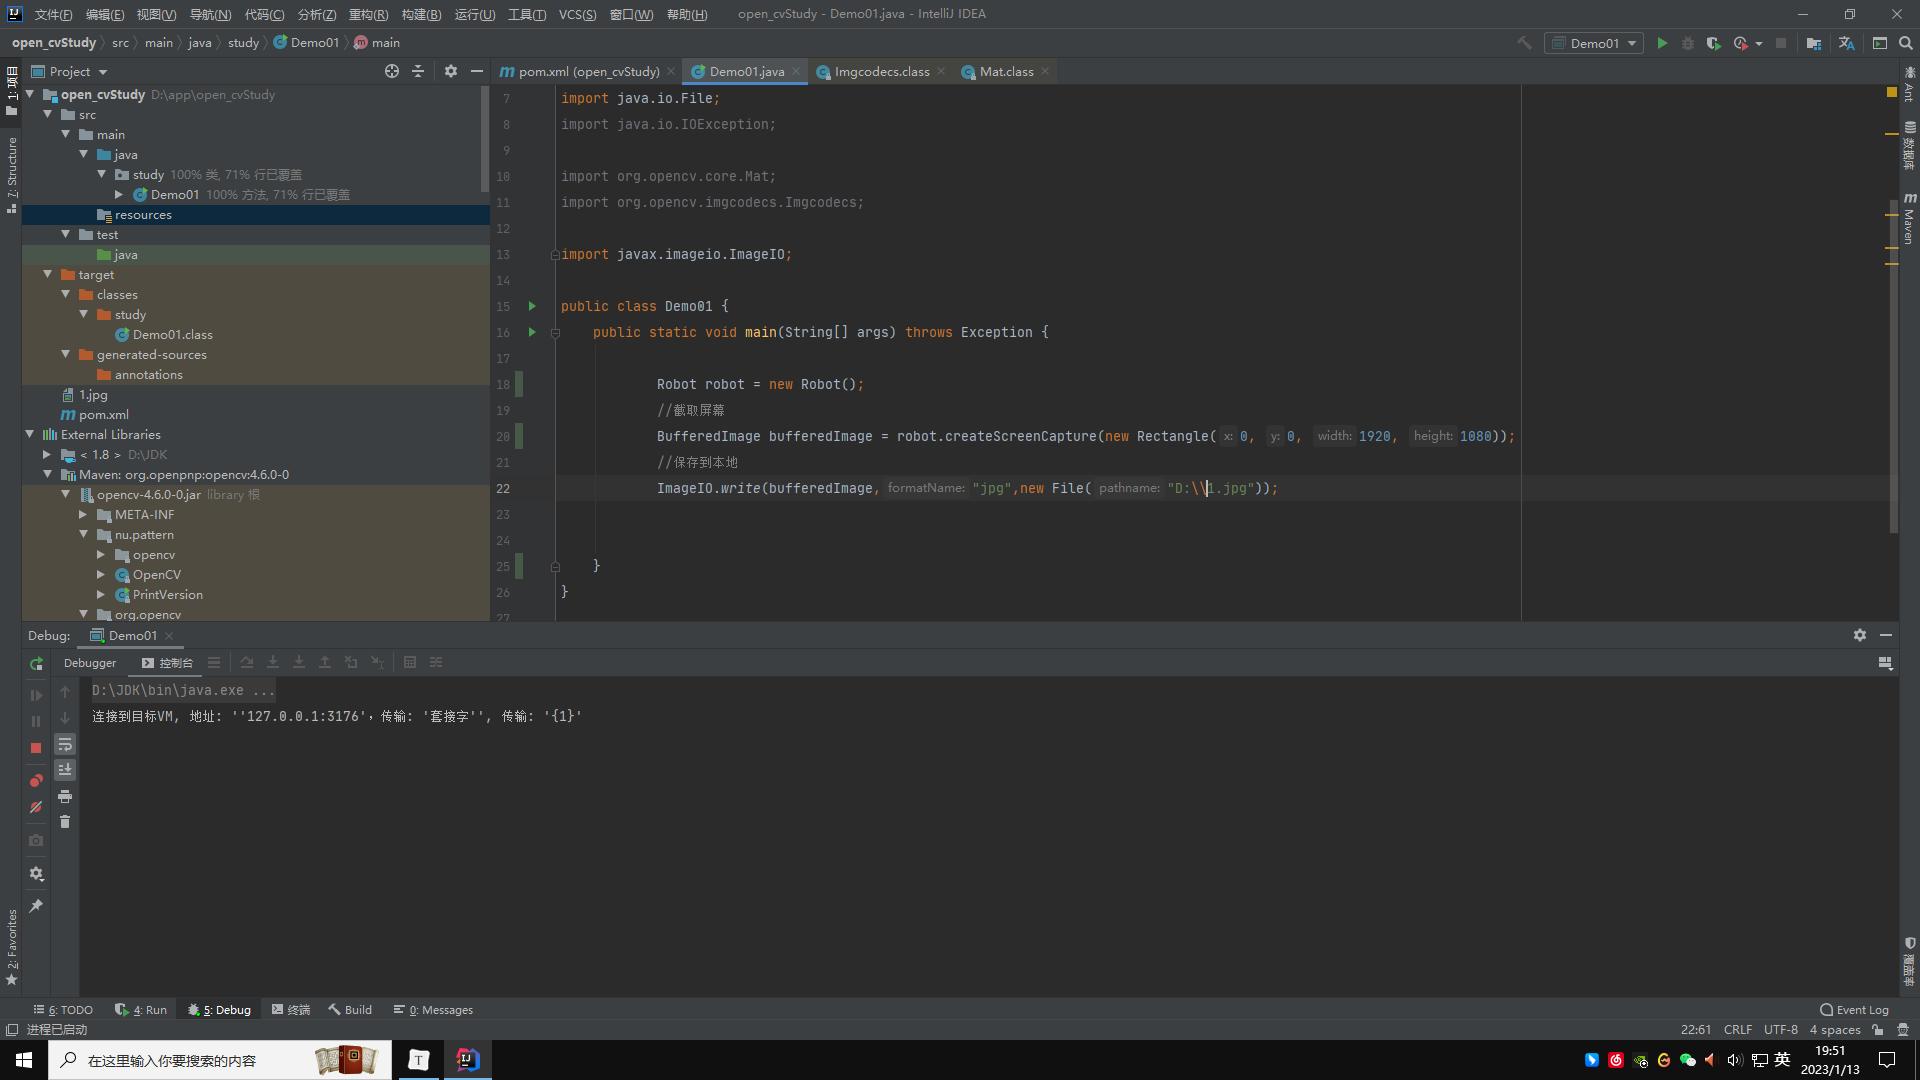 文件(F) 编辑(E) 视图(V) 导航(N) 代码(C) 分析(Z) 重构(R) 构建(B) 运行(U) 工具(T) VCS(S) 窗口(W) 帮助(H) open_cvStudy - Demo01.java - IntelliJ IDEA
open_cvStudy src main java study Demo01 main Demo01
Project
pom.xml (open_cvStudy) Demo01.java Imgcodecs.class Mat.class
1: 项目
7: Structure
2: Favorites
open_cvStudy D:\app\open_cvStudy
src
main
java
study 100% 类, 71% 行已覆盖
Demo01 100% 方法, 71% 行已覆盖
resources
test
java
target
classes
study
Demo01.class
generated-sources
annotations
1.jpg
pom.xml
External Libraries
< 1.8 > D:\JDK
Maven: org.openpnp:opencv:4.6.0-0
opencv-4.6.0-0.jar library 根
META-INF
nu.pattern
opencv
OpenCV
PrintVersion
org.opencv
7 import java.io.File;
8 import java.io.IOException;
9
10 import org.opencv.core.Mat;
11 import org.opencv.imgcodecs.Imgcodecs;
12
13 import javax.imageio.ImageIO;
14
15 public class Demo01 {
16 public static void main(String[] args) throws Exception {
17
18 Robot robot = new Robot();
19 //截取屏幕
20 BufferedImage bufferedImage = robot.createScreenCapture(new Rectangle( x: 0, y: 0, width: 1920, height: 1080));
21 //保存到本地
22 ImageIO.write(bufferedImage, formatName: "jpg",new File( pathname: "D:\\1.jpg"));
23
24
25 }
26 }
27
Ant
数据库
Maven
覆盖率
Debug: Demo01
Debugger 控制台
D:\JDK\bin\java.exe ...
连接到目标VM, 地址: ''127.0.0.1:3176'，传输: '套接字'', 传输: '{1}'
6: TODO 4: Run 5: Debug 终端 Build 0: Messages Event Log
进程已启动 22:61 CRLF UTF-8 4 spaces
在这里输入你要搜索的内容 T IJ 英 19:51
2023/1/13